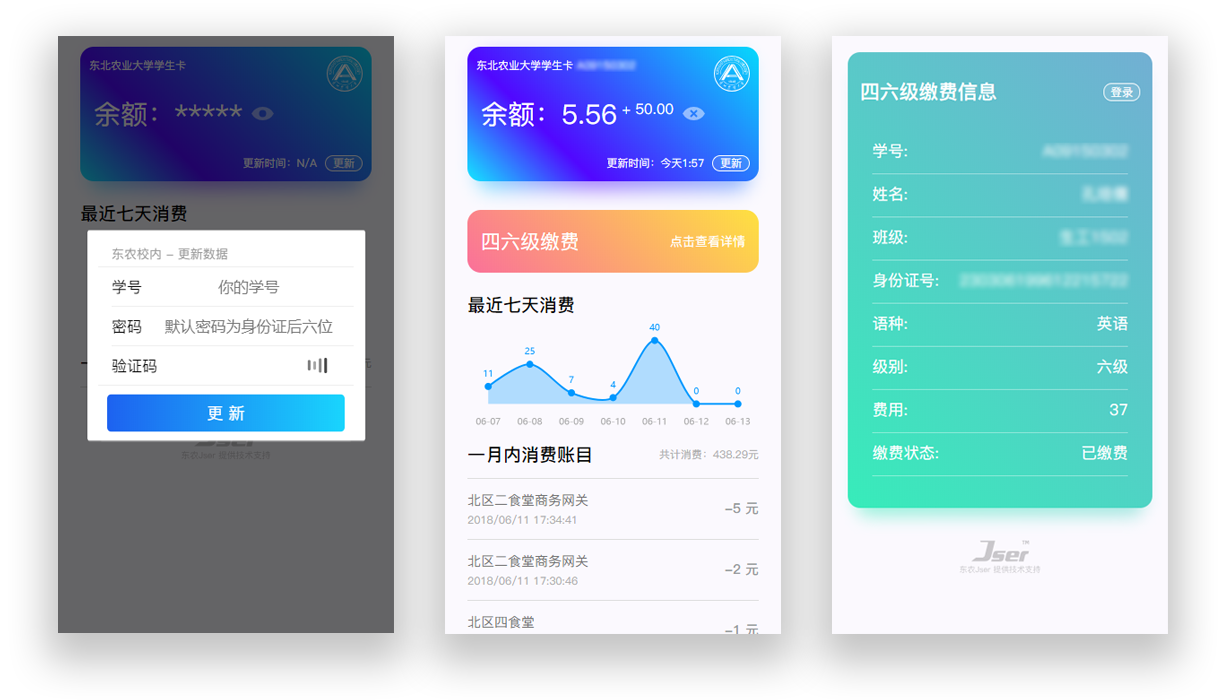 东北农业大学学生卡
余额: *****
更新时间: N/A 更新
最近七天消费
东农校内 - 更新数据
学号 你的学号
密码 默认密码为身份证后六位
验证码
更 新
元
Jser
东农Jser 提供技术支持
东北农业大学学生卡
余额: 5.56 + 50.00
更新时间: 今天1:57 更新
四六级缴费 点击查看详情
最近七天消费
11 25 7 4 40 0 0
06-07 06-08 06-09 06-10 06-11 06-12 06-13
一月内消费账目 共计消费: 438.29元
北区二食堂商务网关 -5 元
2018/06/11 17:34:41
北区二食堂商务网关 -2 元
2018/06/11 17:30:46
北区四食堂 -1 元
四六级缴费信息 登录
学号:
姓名:
班级:
身份证号:
语种: 英语
级别: 六级
费用: 37
缴费状态: 已缴费
Jser™
东农Jser 提供技术支持